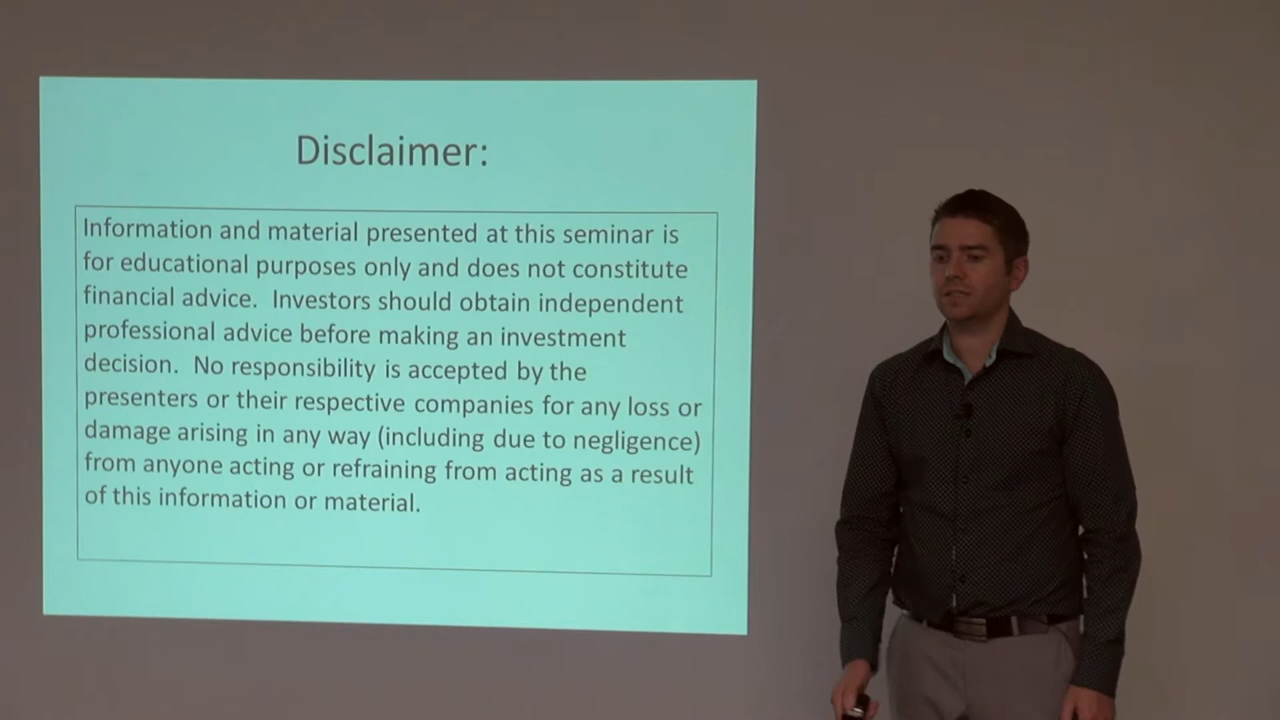 Disclaimer:
Information and material presented at this seminar is
for educational purposes only and does not constitute
financial advice.  Investors should obtain independent
professional advice before making an investment
decision.  No responsibility is accepted by the
presenters or their respective companies for any loss or
damage arising in any way (including due to negligence)
from anyone acting or refraining from acting as a result
of this information or material.